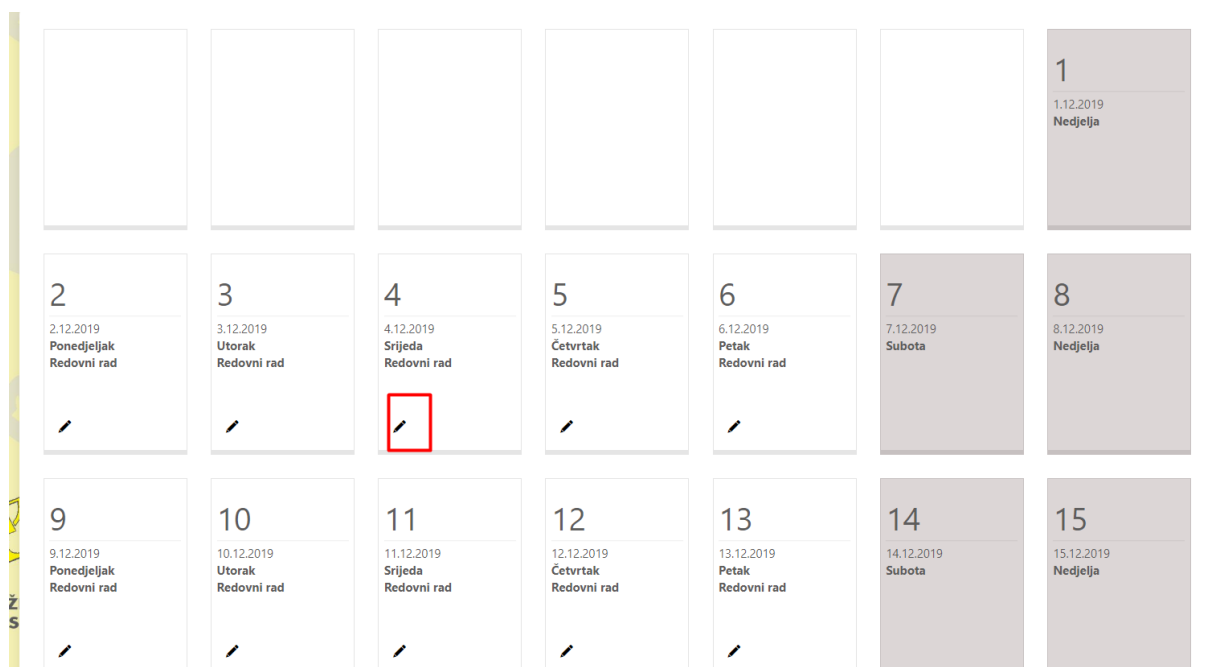 1
1.12.2019
Nedjelja
2
2.12.2019
Ponedjeljak
Redovni rad
3
3.12.2019
Utorak
Redovni rad
4
4.12.2019
Srijeda
Redovni rad
5
5.12.2019
Četvrtak
Redovni rad
6
6.12.2019
Petak
Redovni rad
7
7.12.2019
Subota
8
8.12.2019
Nedjelja
9
9.12.2019
Ponedjeljak
Redovni rad
10
10.12.2019
Utorak
Redovni rad
11
11.12.2019
Srijeda
Redovni rad
12
12.12.2019
Četvrtak
Redovni rad
13
13.12.2019
Petak
Redovni rad
14
14.12.2019
Subota
15
15.12.2019
Nedjelja